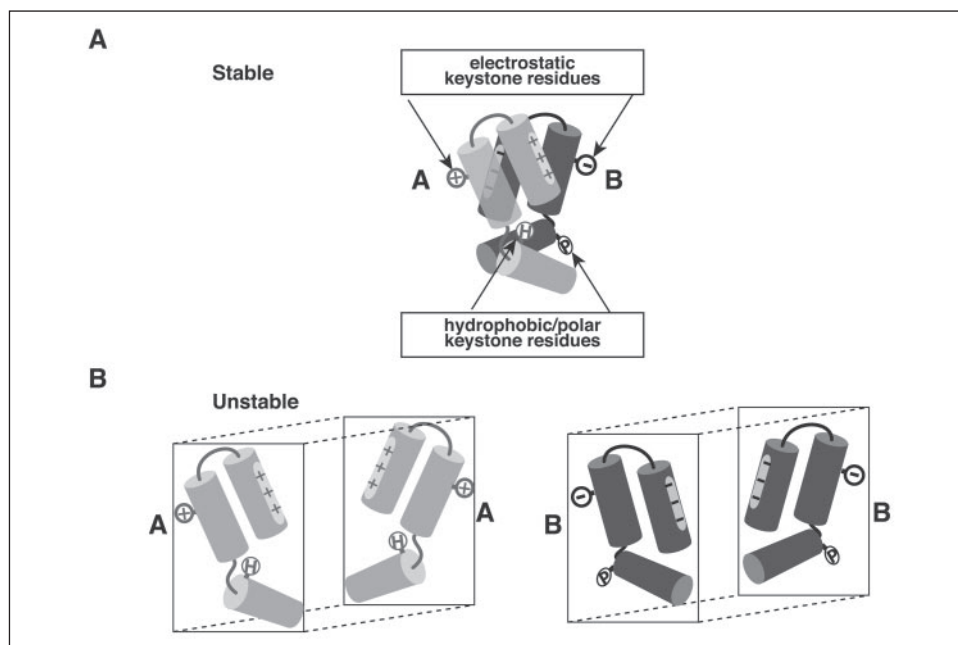 A
Stable
electrostatic
keystone residues
+
- - -
+ + +
-
A
B
H
P
hydrophobic/polar
keystone residues
B
Unstable
+
+ + +
A
H
+ + +
+
A
H
-
- - -
B
P
- - -
-
B
P